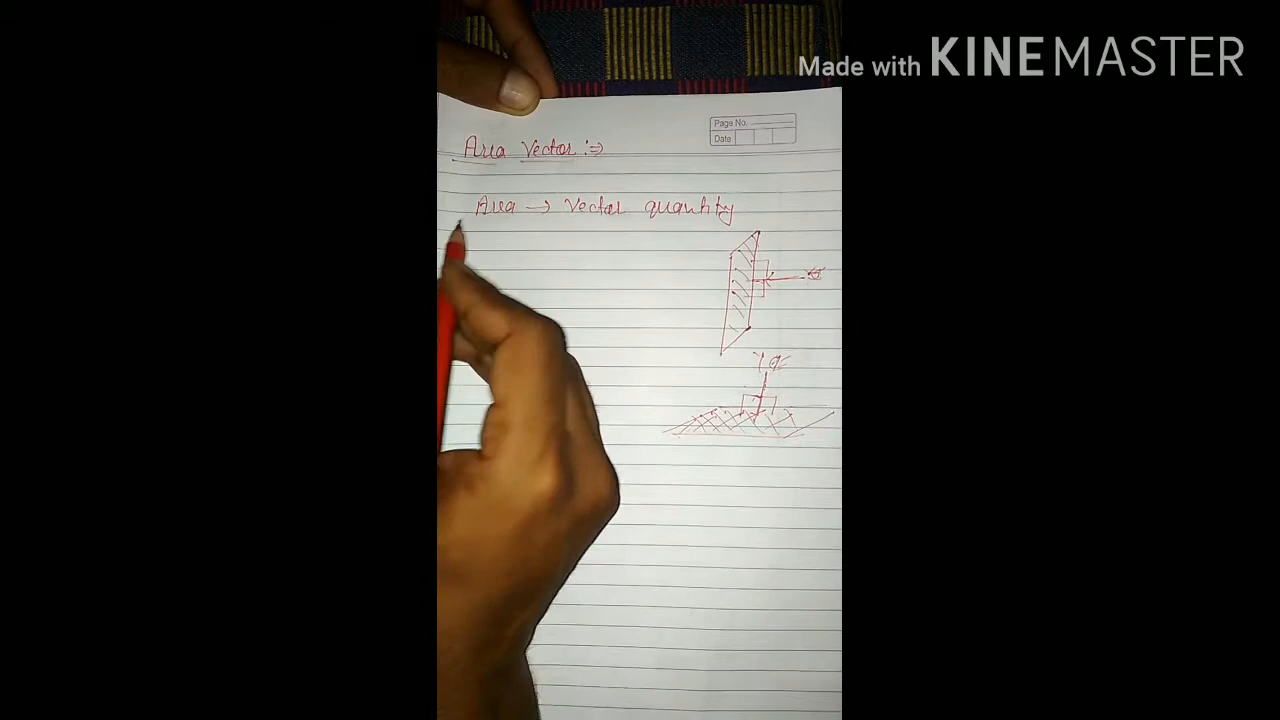 Made with KINEMASTER
Page No.
Date
Area Vector :⇒
Area → Vector quantity